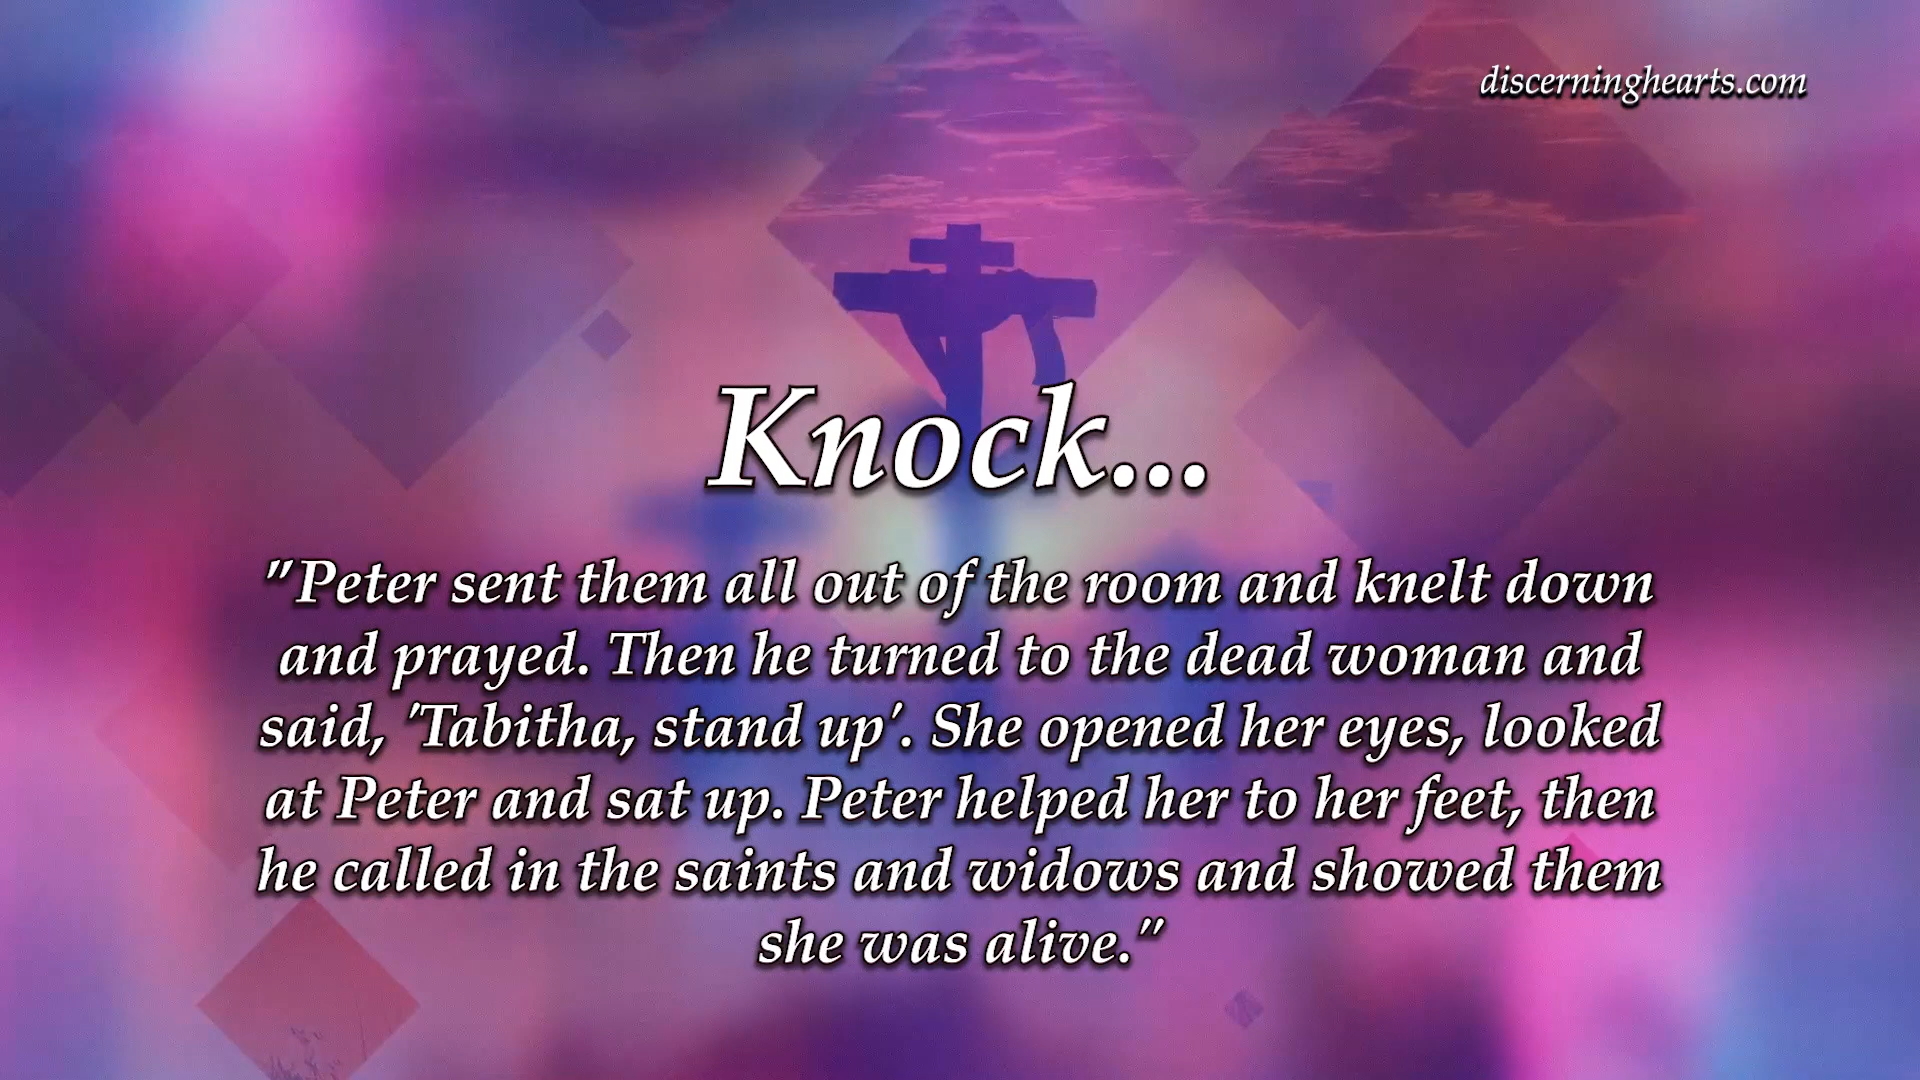 discerninghearts.com
Knock...
"Peter sent them all out of the room and knelt down
and prayed. Then he turned to the dead woman and
said, 'Tabitha, stand up'. She opened her eyes, looked
at Peter and sat up. Peter helped her to her feet, then
he called in the saints and widows and showed them
she was alive."